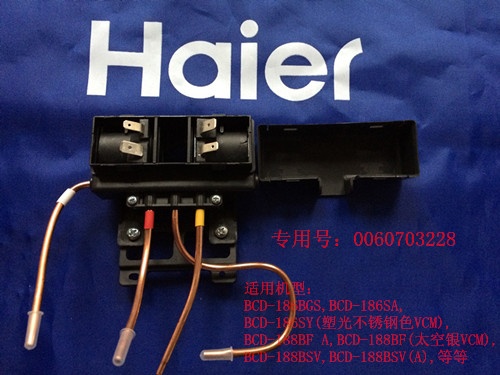 Haier
专用号：0060703228
适用机型：
BCD-186BGS,BCD-186SA,
BCD-186SY(塑光不锈钢色VCM),
BCD-188BF A,BCD-188BF(太空银VCM),
BCD-188BSV,BCD-188BSV(A),等等